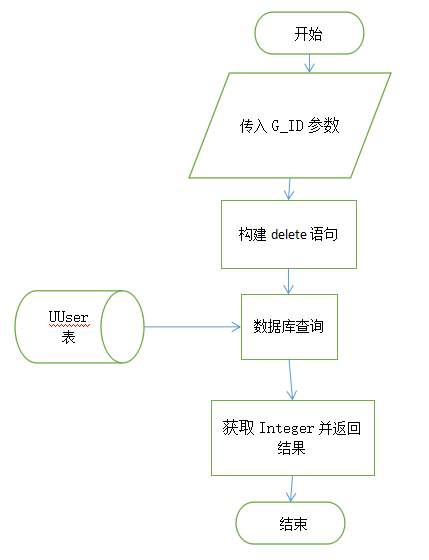 开始
传入 G_ID 参数
构建 delete 语句
UUser
表
数据库查询
获取 Integer 并返回
结果
结束